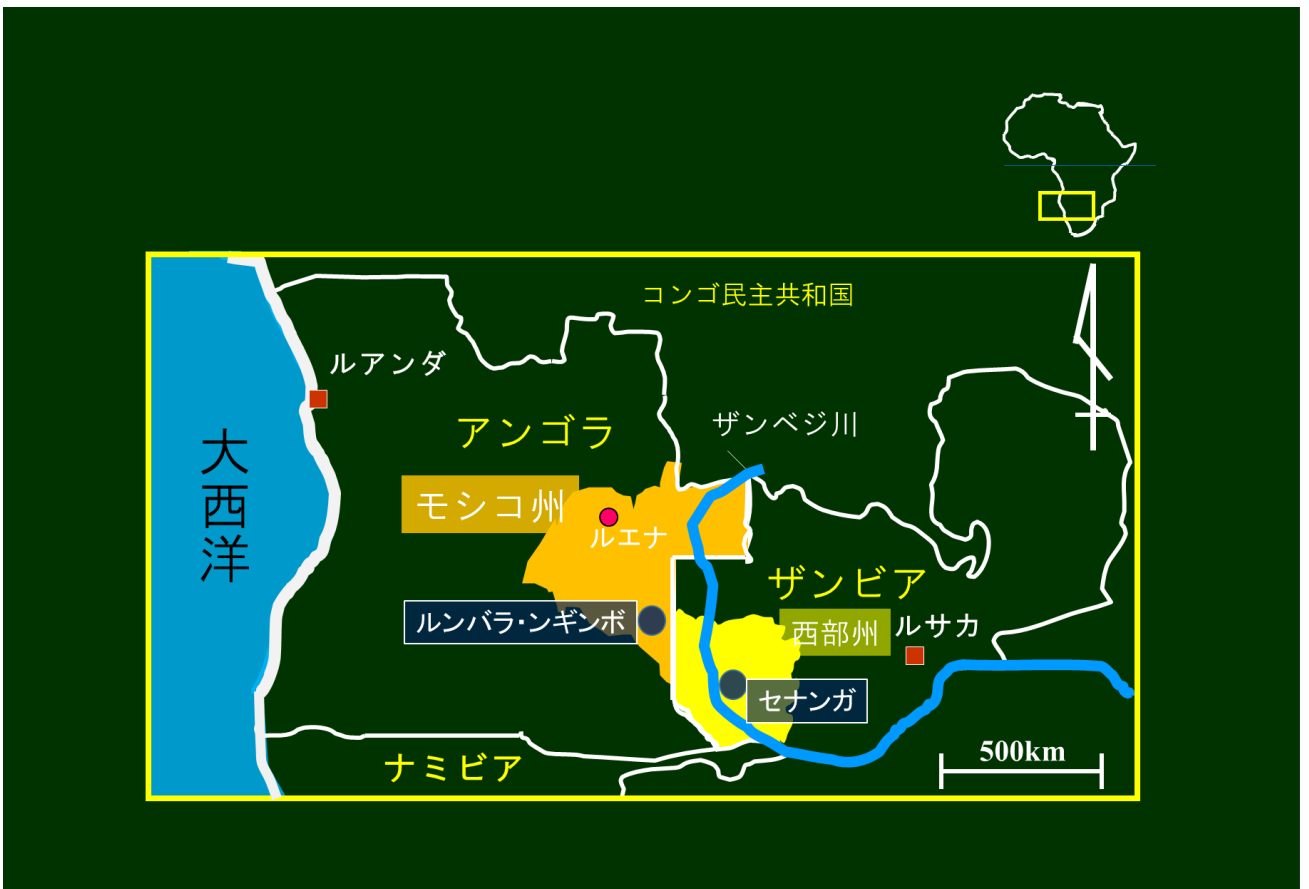 コンゴ民主共和国
ルアンダ
アンゴラ
ザンベジ川
大西洋
モシコ州
ルエナ
ザンビア
ルンバラ・ンギンボ
西部州
ルサカ
セナンガ
ナミビア
500km